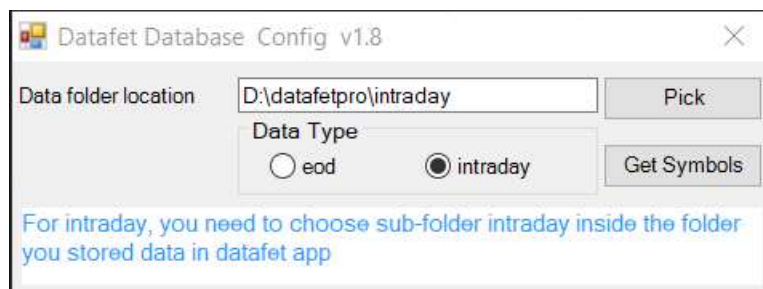 Datafet Database Config v1.8
Data folder location D:\datafetpro\intraday Pick
Data Type
eod intraday Get Symbols
For intraday, you need to choose sub-folder intraday inside the folder
you stored data in datafet app